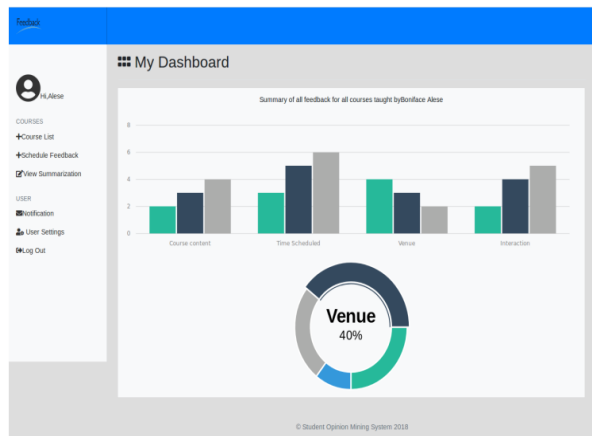 Feedback
My Dashboard
Hi,Alese
COURSES
Course List
Schedule Feedback
View Summarization
USER
Notification
User Settings
Log Out
Summary of all feedback for all courses taught byBoniface Alese
8
6
4
2
0
Course content
Time Scheduled
Venue
Interaction
Venue
40%
© Student Opinion Mining System 2018